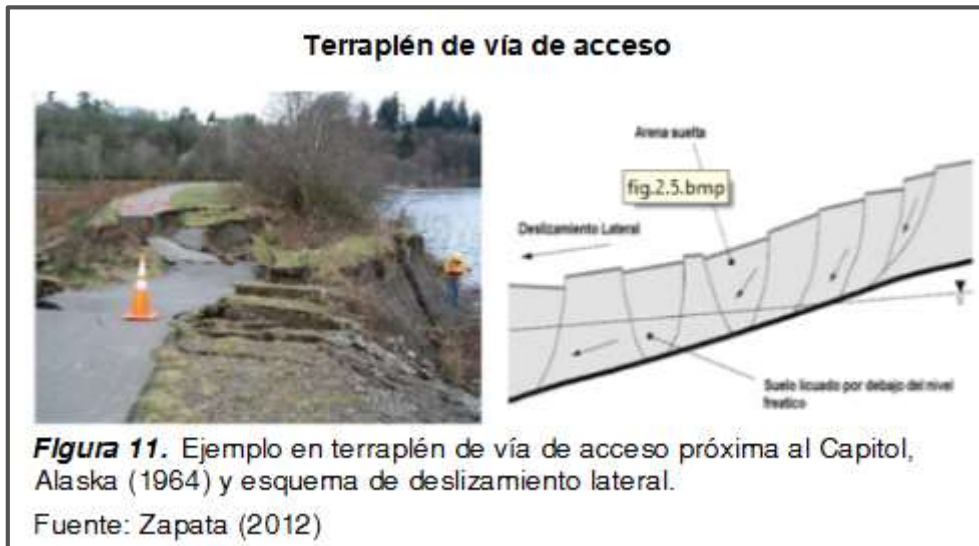 Terraplén de vía de acceso
Arena suelta
fig.2.5.bmp
Deslizamiento Lateral
Suelo licuado por debajo del nivel
freatico
Figura 11. Ejemplo en terraplén de vía de acceso próxima al Capitol,
Alaska (1964) y esquema de deslizamiento lateral.
Fuente: Zapata (2012)